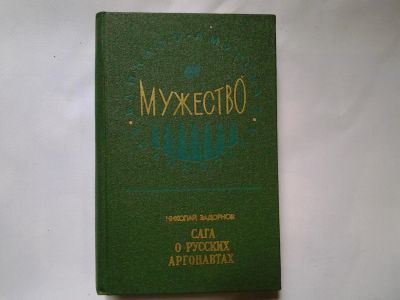 МУЖЕСТВО
НИКОЛАЙ ЗАДОРНОВ
САГА
О РУССКИХ
АРГОНАВТАХ